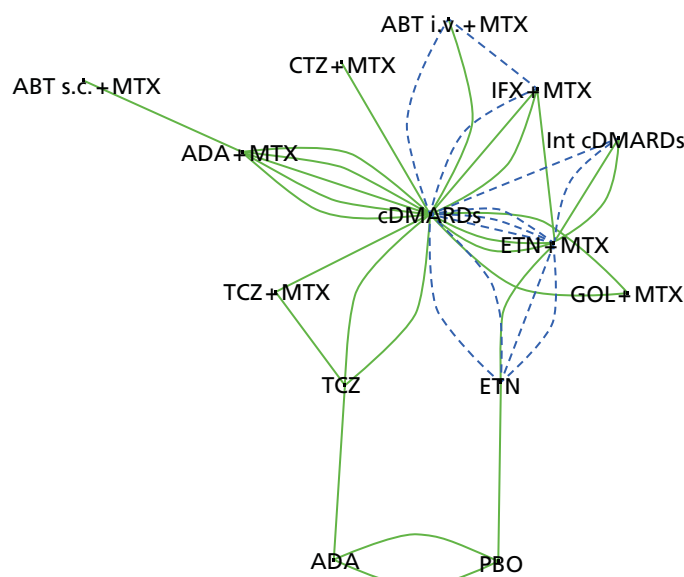 ABT i.v.+MTX
CTZ+MTX
ABT s.c.+MTX
IFX+MTX
Int cDMARDs
ADA+MTX
cDMARDs
ETN+MTX
TCZ+MTX
GOL+MTX
TCZ
ETN
ADA
PBO